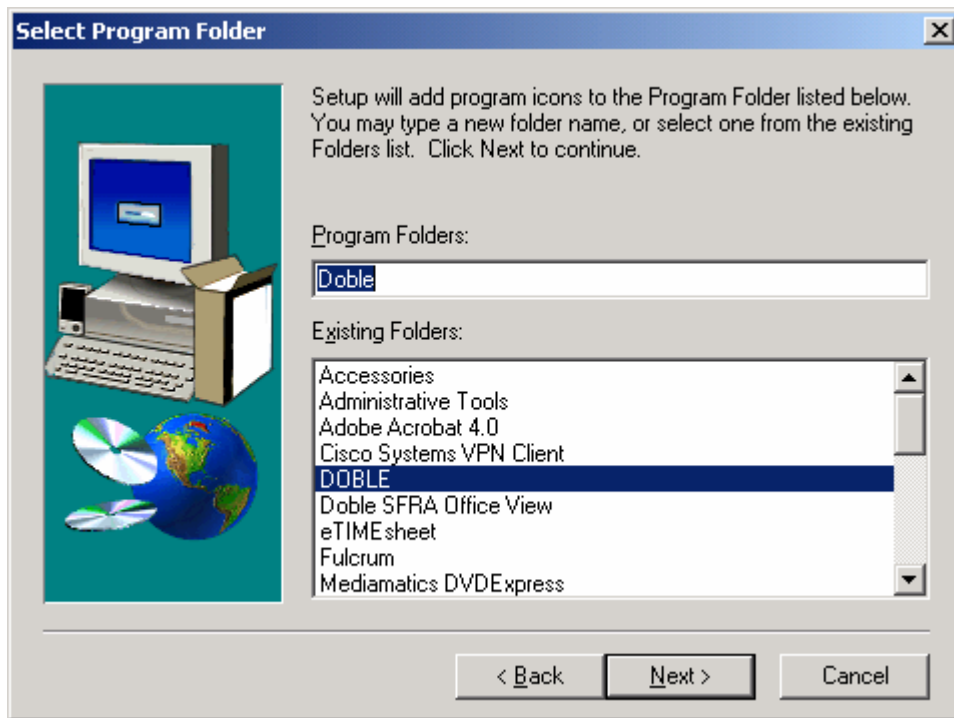 Select Program Folder
Setup will add program icons to the Program Folder listed below.
You may type a new folder name, or select one from the existing
Folders list.  Click Next to continue.
Program Folders:
Doble
Existing Folders:
Accessories
Administrative Tools
Adobe Acrobat 4.0
Cisco Systems VPN Client
DOBLE
Doble SFRA Office View
eTIMEsheet
Fulcrum
Mediamatics DVDExpress
< Back
Next >
Cancel